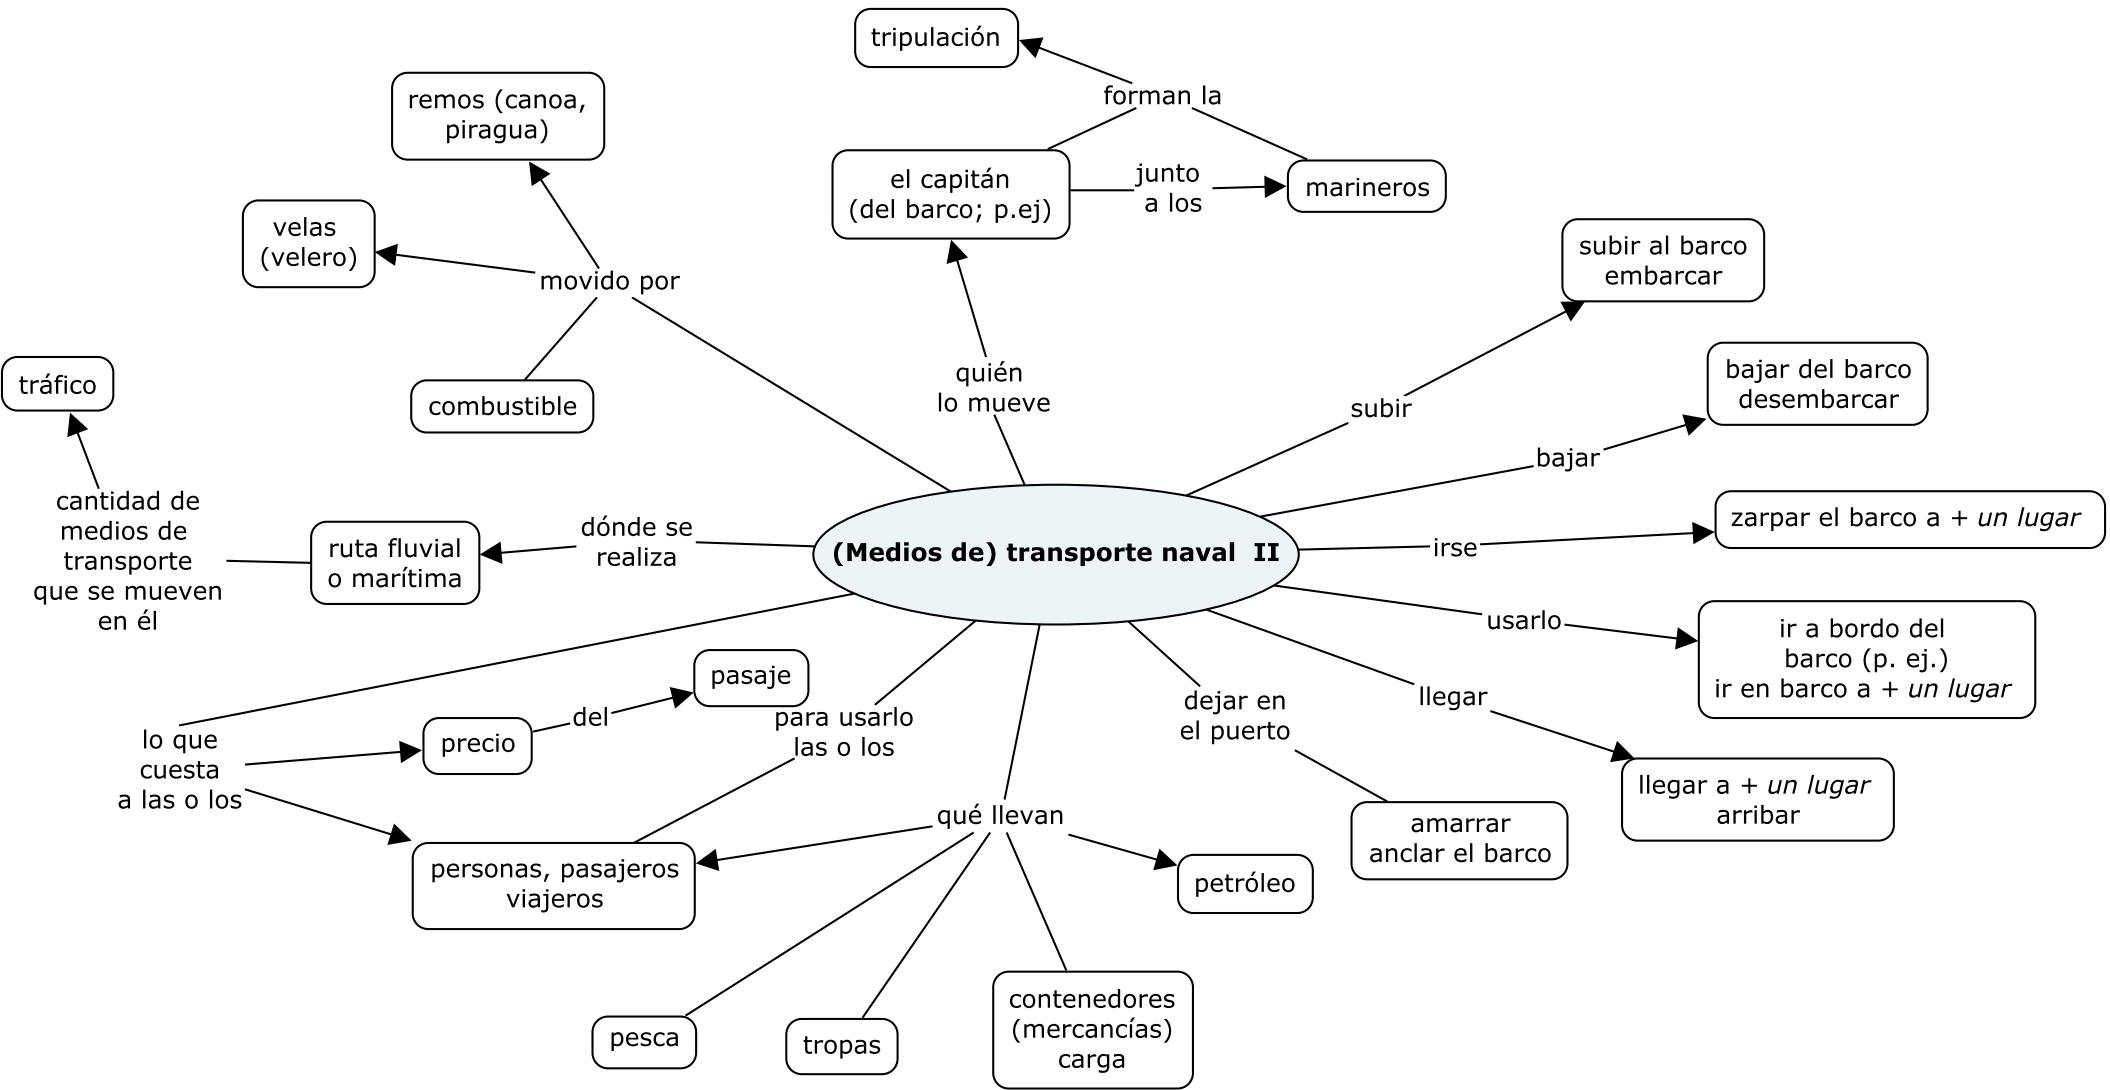 tripulación
remos (canoa,
piragua)
forman la
el capitán
(del barco; p.ej)
junto
a los
marineros
velas
(velero)
movido por
subir al barco
embarcar
tráfico
combustible
quién
lo mueve
subir
bajar del barco
desembarcar
bajar
cantidad de
medios de
transporte
que se mueven
en él
ruta fluvial
o marítima
dónde se
realiza
(Medios de) transporte naval  II
irse
zarpar el barco a + un lugar
usarlo
ir a bordo del
barco (p. ej.)
ir en barco a + un lugar
pasaje
del
precio
lo que
cuesta
a las o los
para usarlo
las o los
dejar en
el puerto
llegar
llegar a + un lugar
arribar
qué llevan
amarrar
anclar el barco
personas, pasajeros
viajeros
petróleo
pesca
tropas
contenedores
(mercancías)
carga